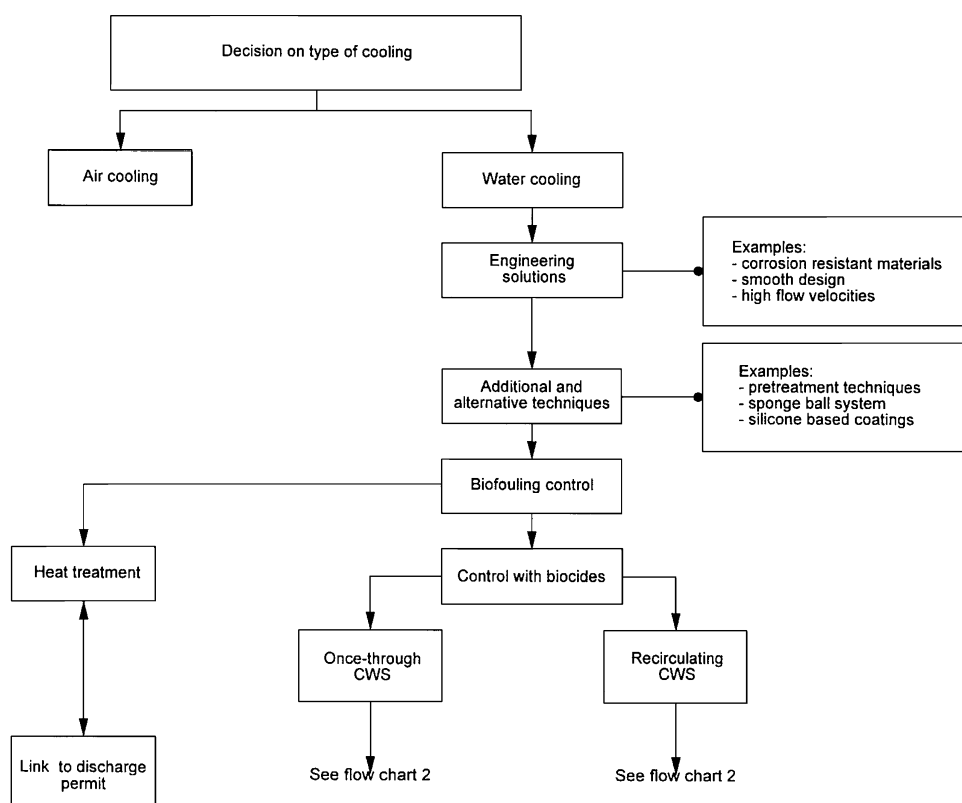 Decision on type of cooling
Air cooling
Water cooling
Engineering
solutions
Examples:
- corrosion resistant materials
- smooth design
- high flow velocities
Additional and
alternative techniques
Examples:
- pretreatment techniques
- sponge ball system
- silicone based coatings
Biofouling control
Heat treatment
Control with biocides
Once-through
CWS
Recirculating
CWS
Link to discharge
permit
See flow chart 2
See flow chart 2